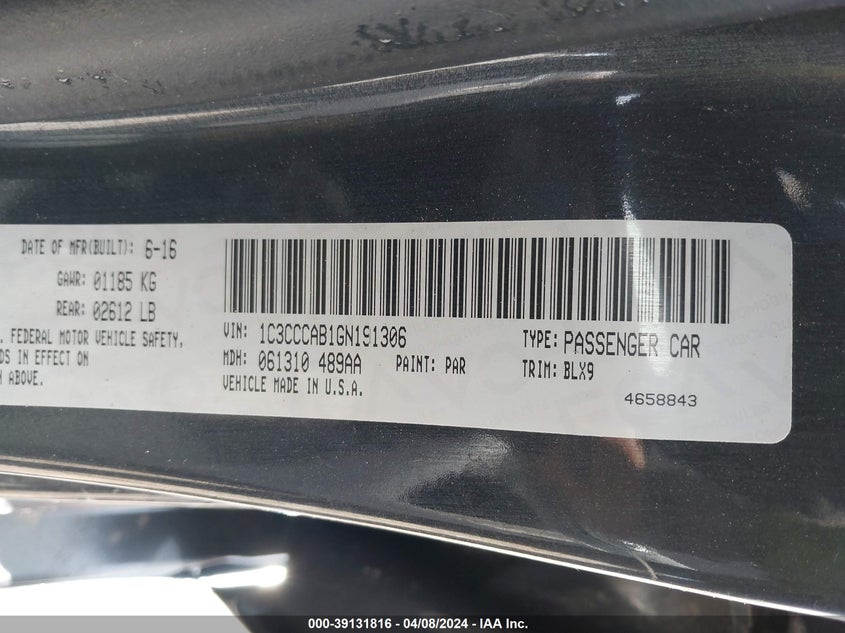 DATE OF MFR(BUILT): 6-16
GAWR: 01185 KG
REAR: 02612 LB
. FEDERAL MOTOR VEHICLE SAFETY,
DS IN EFFECT ON
ABOVE.
VIN: 1C3CCCAB1GN191306
TYPE: PASSENGER CAR
MDH: 061310 489AA
PAINT: PAR
TRIM: BLX9
VEHICLE MADE IN U.S.A.
4658843
000-39131816 - 04/08/2024 - IAA Inc.